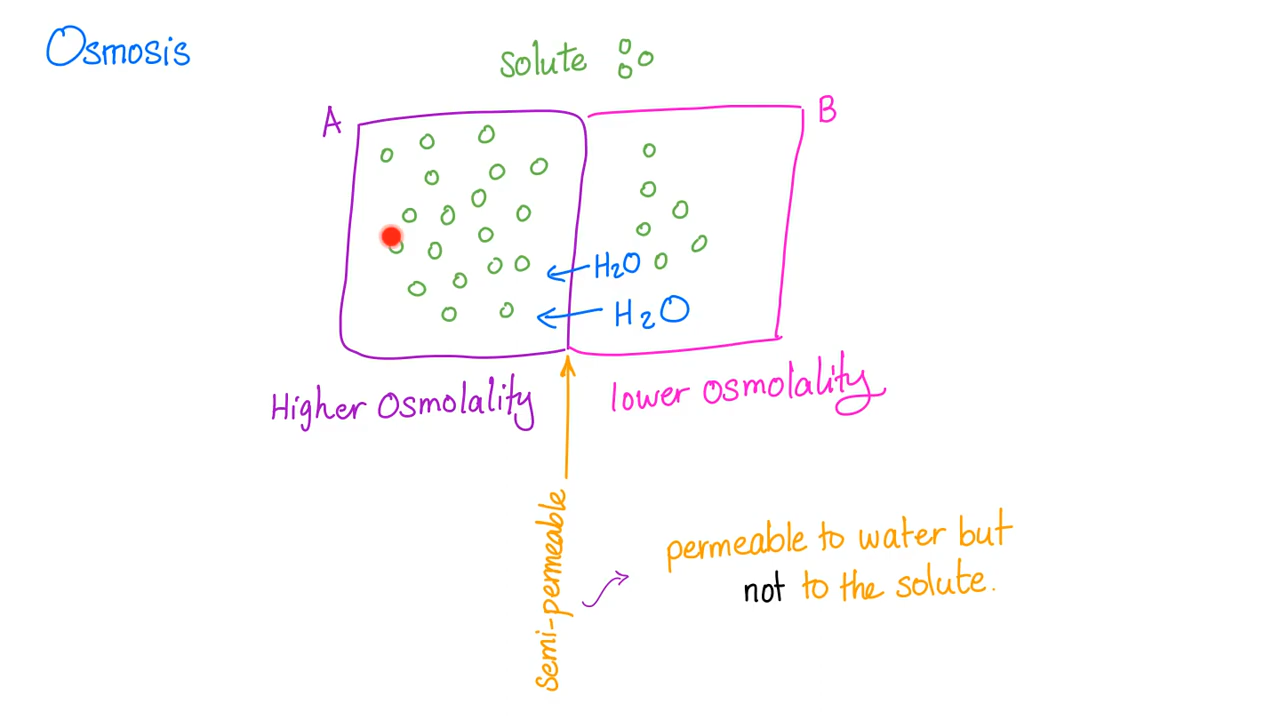 Osmosis
solute
A
B
H2O
H2O
Higher Osmolality
lower osmolality
semi-permeable
permeable to water but
not to the solute.